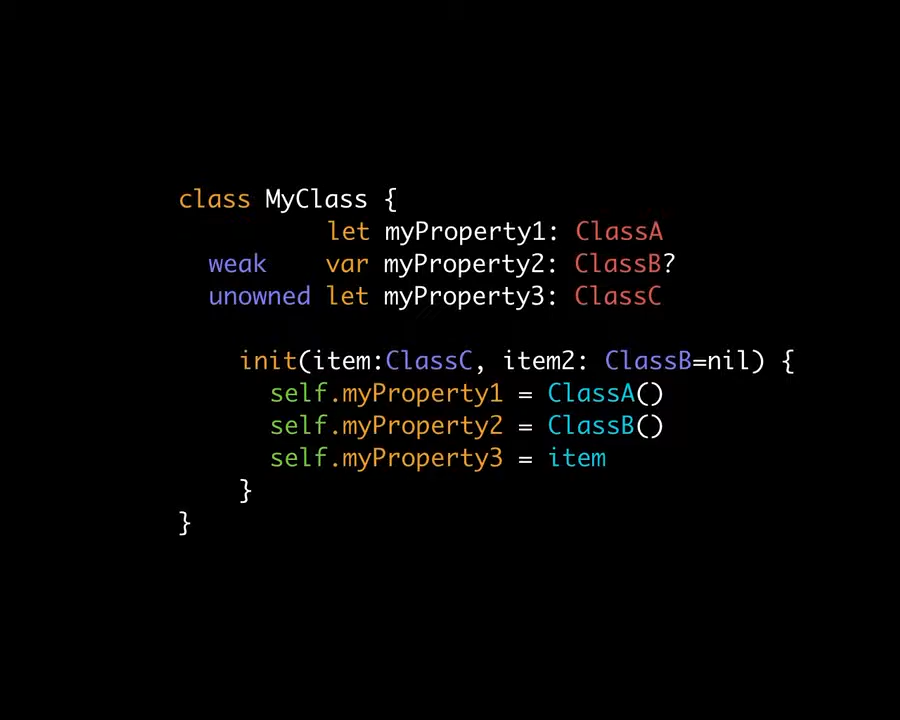 class MyClass {
let myProperty1: ClassA
weak var myProperty2: ClassB?
unowned let myProperty3: ClassC
init(item:ClassC, item2: ClassB=nil) {
self.myProperty1 = ClassA()
self.myProperty2 = ClassB()
self.myProperty3 = item
}
}